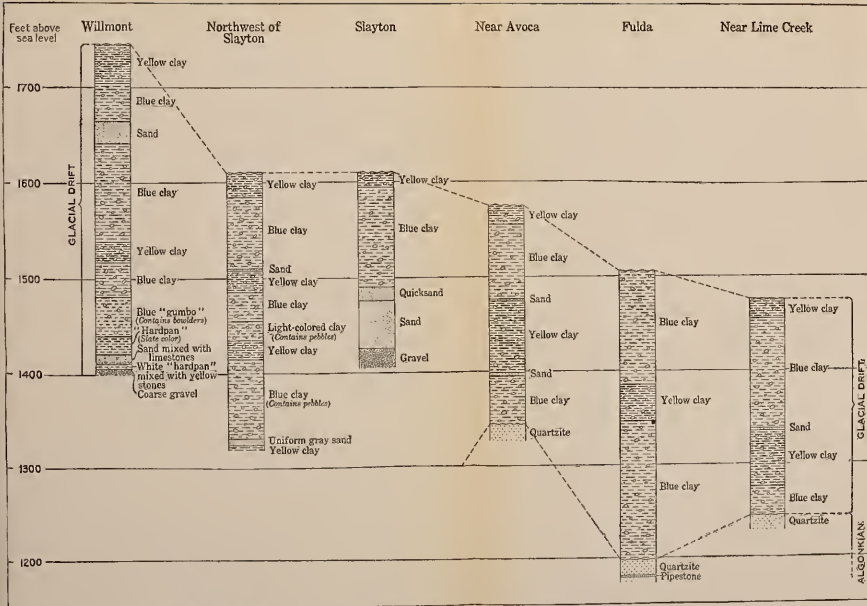 Feet above
sea level
Willmont
Northwest of
Slayton
Slayton
Near Avoca
Fulda
Near Lime Creek
1700
1600
1500
1400
1300
1200
GLACIAL DRIFT
Yellow clay
Blue clay
Sand
Blue clay
Yellow clay
Blue clay
Blue "gumbo"
(Contains bowlders)
"Hardpan"
(Slate color)
Sand mixed with
limestones
White "hardpan"
mixed with yellow
stones
Coarse gravel
Yellow clay
Blue clay
Sand
Yellow clay
Blue clay
Light-colored clay
(Contains pebbles)
Yellow clay
Blue clay
(Contains pebbles)
Uniform gray sand
Yellow clay
Yellow clay
Blue clay
Quicksand
Sand
Gravel
Yellow clay
Blue clay
Sand
Yellow clay
Sand
Blue clay
Quartzite
Blue clay
Yellow clay
Blue clay
Quartzite
Pipestone
Yellow clay
Blue clay
Sand
Yellow clay
Blue clay
Quartzite
GLACIAL DRIFT
ALGONKIAN